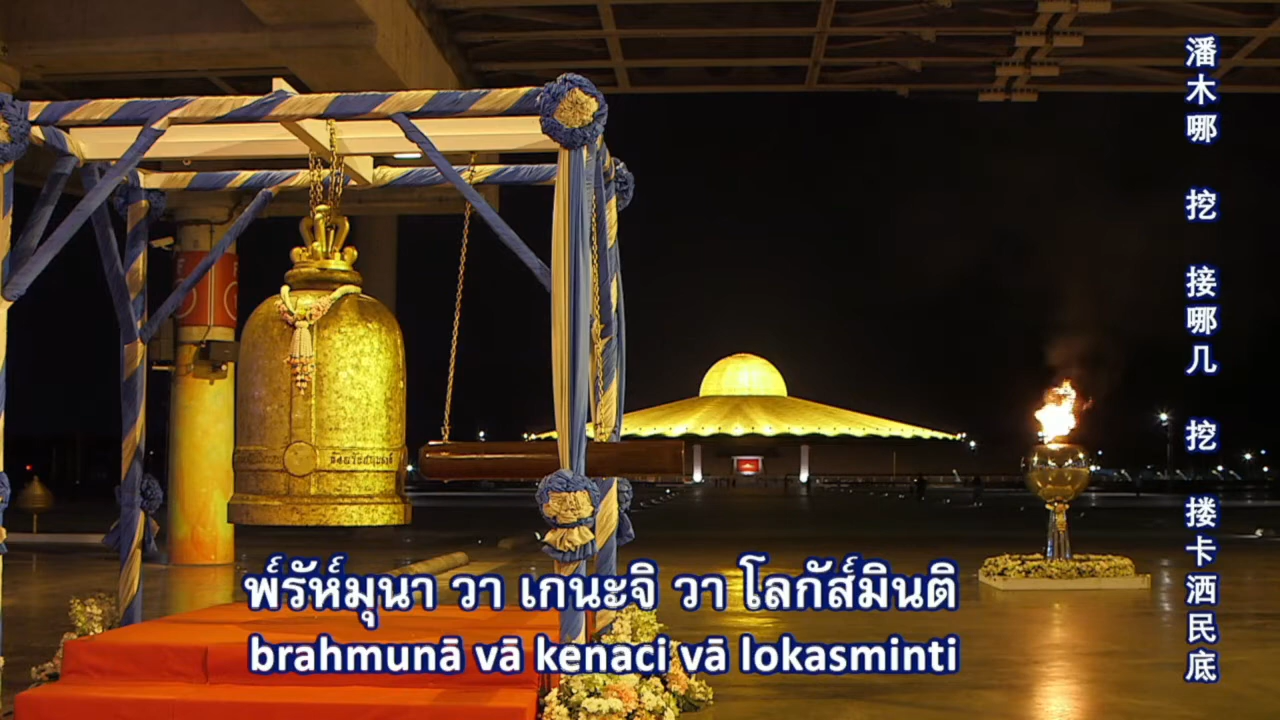 พ์รัห์มุนา วา เกนะจิ วา โลกัส์มินติ
brahmunā vā kenaci vā lokasminti
潘木哪 挖 接哪几 挖 搂卡洒民底